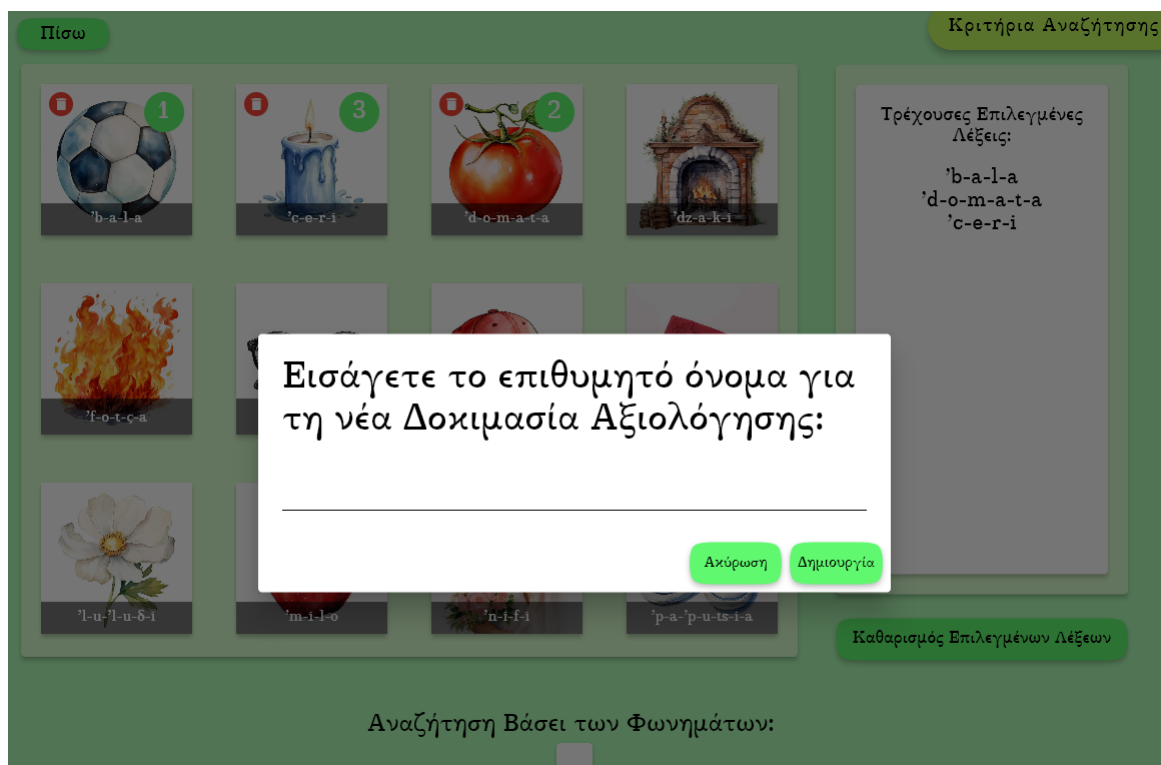 Πίσω
Κριτήρια Αναζήτησης
1
3
2
'b-a-l-a
'c-e-r-i
'd-o-m-a-t-a
'dz-a-k-i
Τρέχουσες Επιλεγμένες
Λέξεις:
'b-a-l-a
'd-o-m-a-t-a
'c-e-r-i
'f-o-t-ç-a
Εισάγετε το επιθυμητό όνομα για
τη νέα Δοκιμασία Αξιολόγησης:
Ακύρωση
Δημιουργία
'l-u-'l-u-δ-i
'm-i-l-o
'n-i-f-i
'p-a-'p-u-ts-i-a
Καθαρισμός Επιλεγμένων Λέξεων
Αναζήτηση Βάσει των Φωνημάτων: